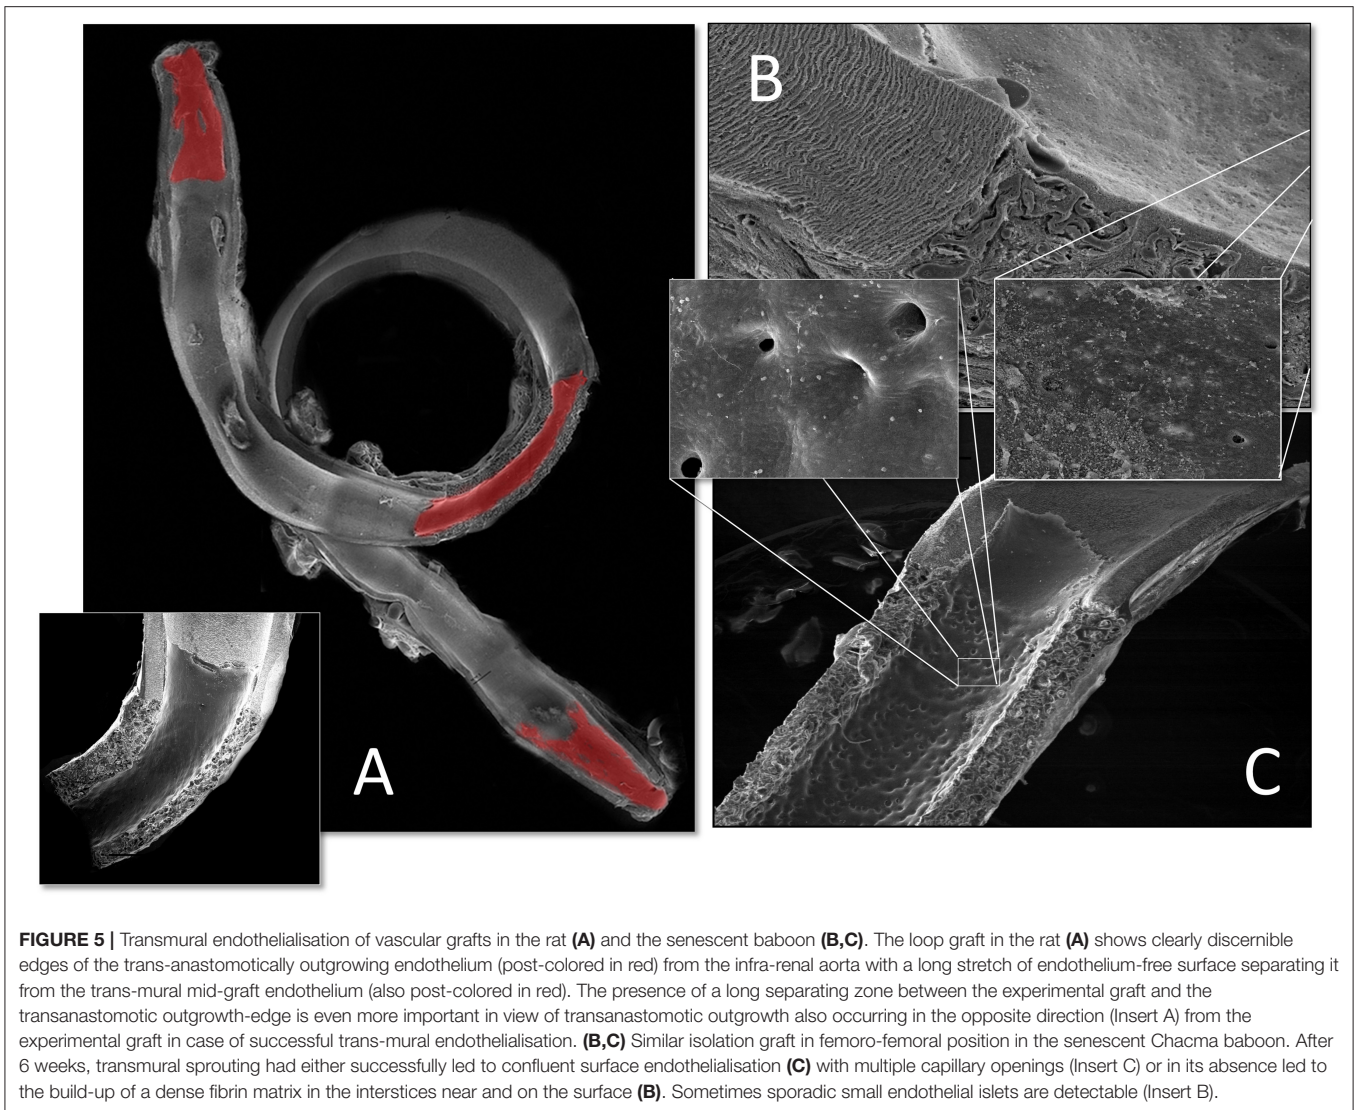 B
A
C
FIGURE 5 | Transmural endothelialisation of vascular grafts in the rat (A) and the senescent baboon (B,C). The loop graft in the rat (A) shows clearly discernible
edges of the trans-anastomotically outgrowing endothelium (post-colored in red) from the infra-renal aorta with a long stretch of endothelium-free surface separating it
from the trans-mural mid-graft endothelium (also post-colored in red). The presence of a long separating zone between the experimental graft and the
transanastomotic outgrowth-edge is even more important in view of transanastomotic outgrowth also occurring in the opposite direction (Insert A) from the
experimental graft in case of successful trans-mural endothelialisation. (B,C) Similar isolation graft in femoro-femoral position in the senescent Chacma baboon. After
6 weeks, transmural sprouting had either successfully led to confluent surface endothelialisation (C) with multiple capillary openings (Insert C) or in its absence led to
the build-up of a dense fibrin matrix in the interstices near and on the surface (B). Sometimes sporadic small endothelial islets are detectable (Insert B).